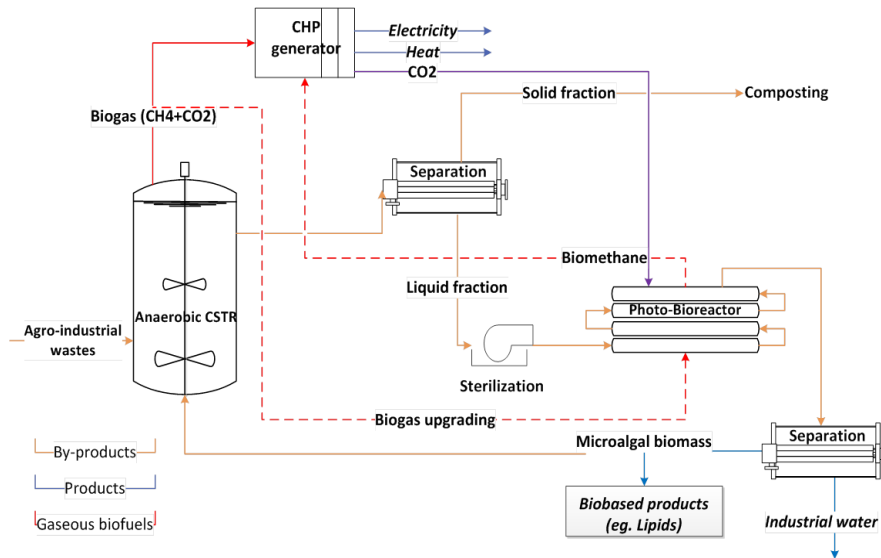 CHP
generator
Electricity
Heat
CO2
Solid fraction
Composting
Biogas (CH4+CO2)
Separation
Biomethane
Liquid fraction
Photo-Bioreactor
Anaerobic CSTR
Agro-industrial
wastes
Sterilization
Biogas upgrading
Microalgal biomass
Separation
By-products
Products
Gaseous biofuels
Biobased products
(eg. Lipids)
Industrial water